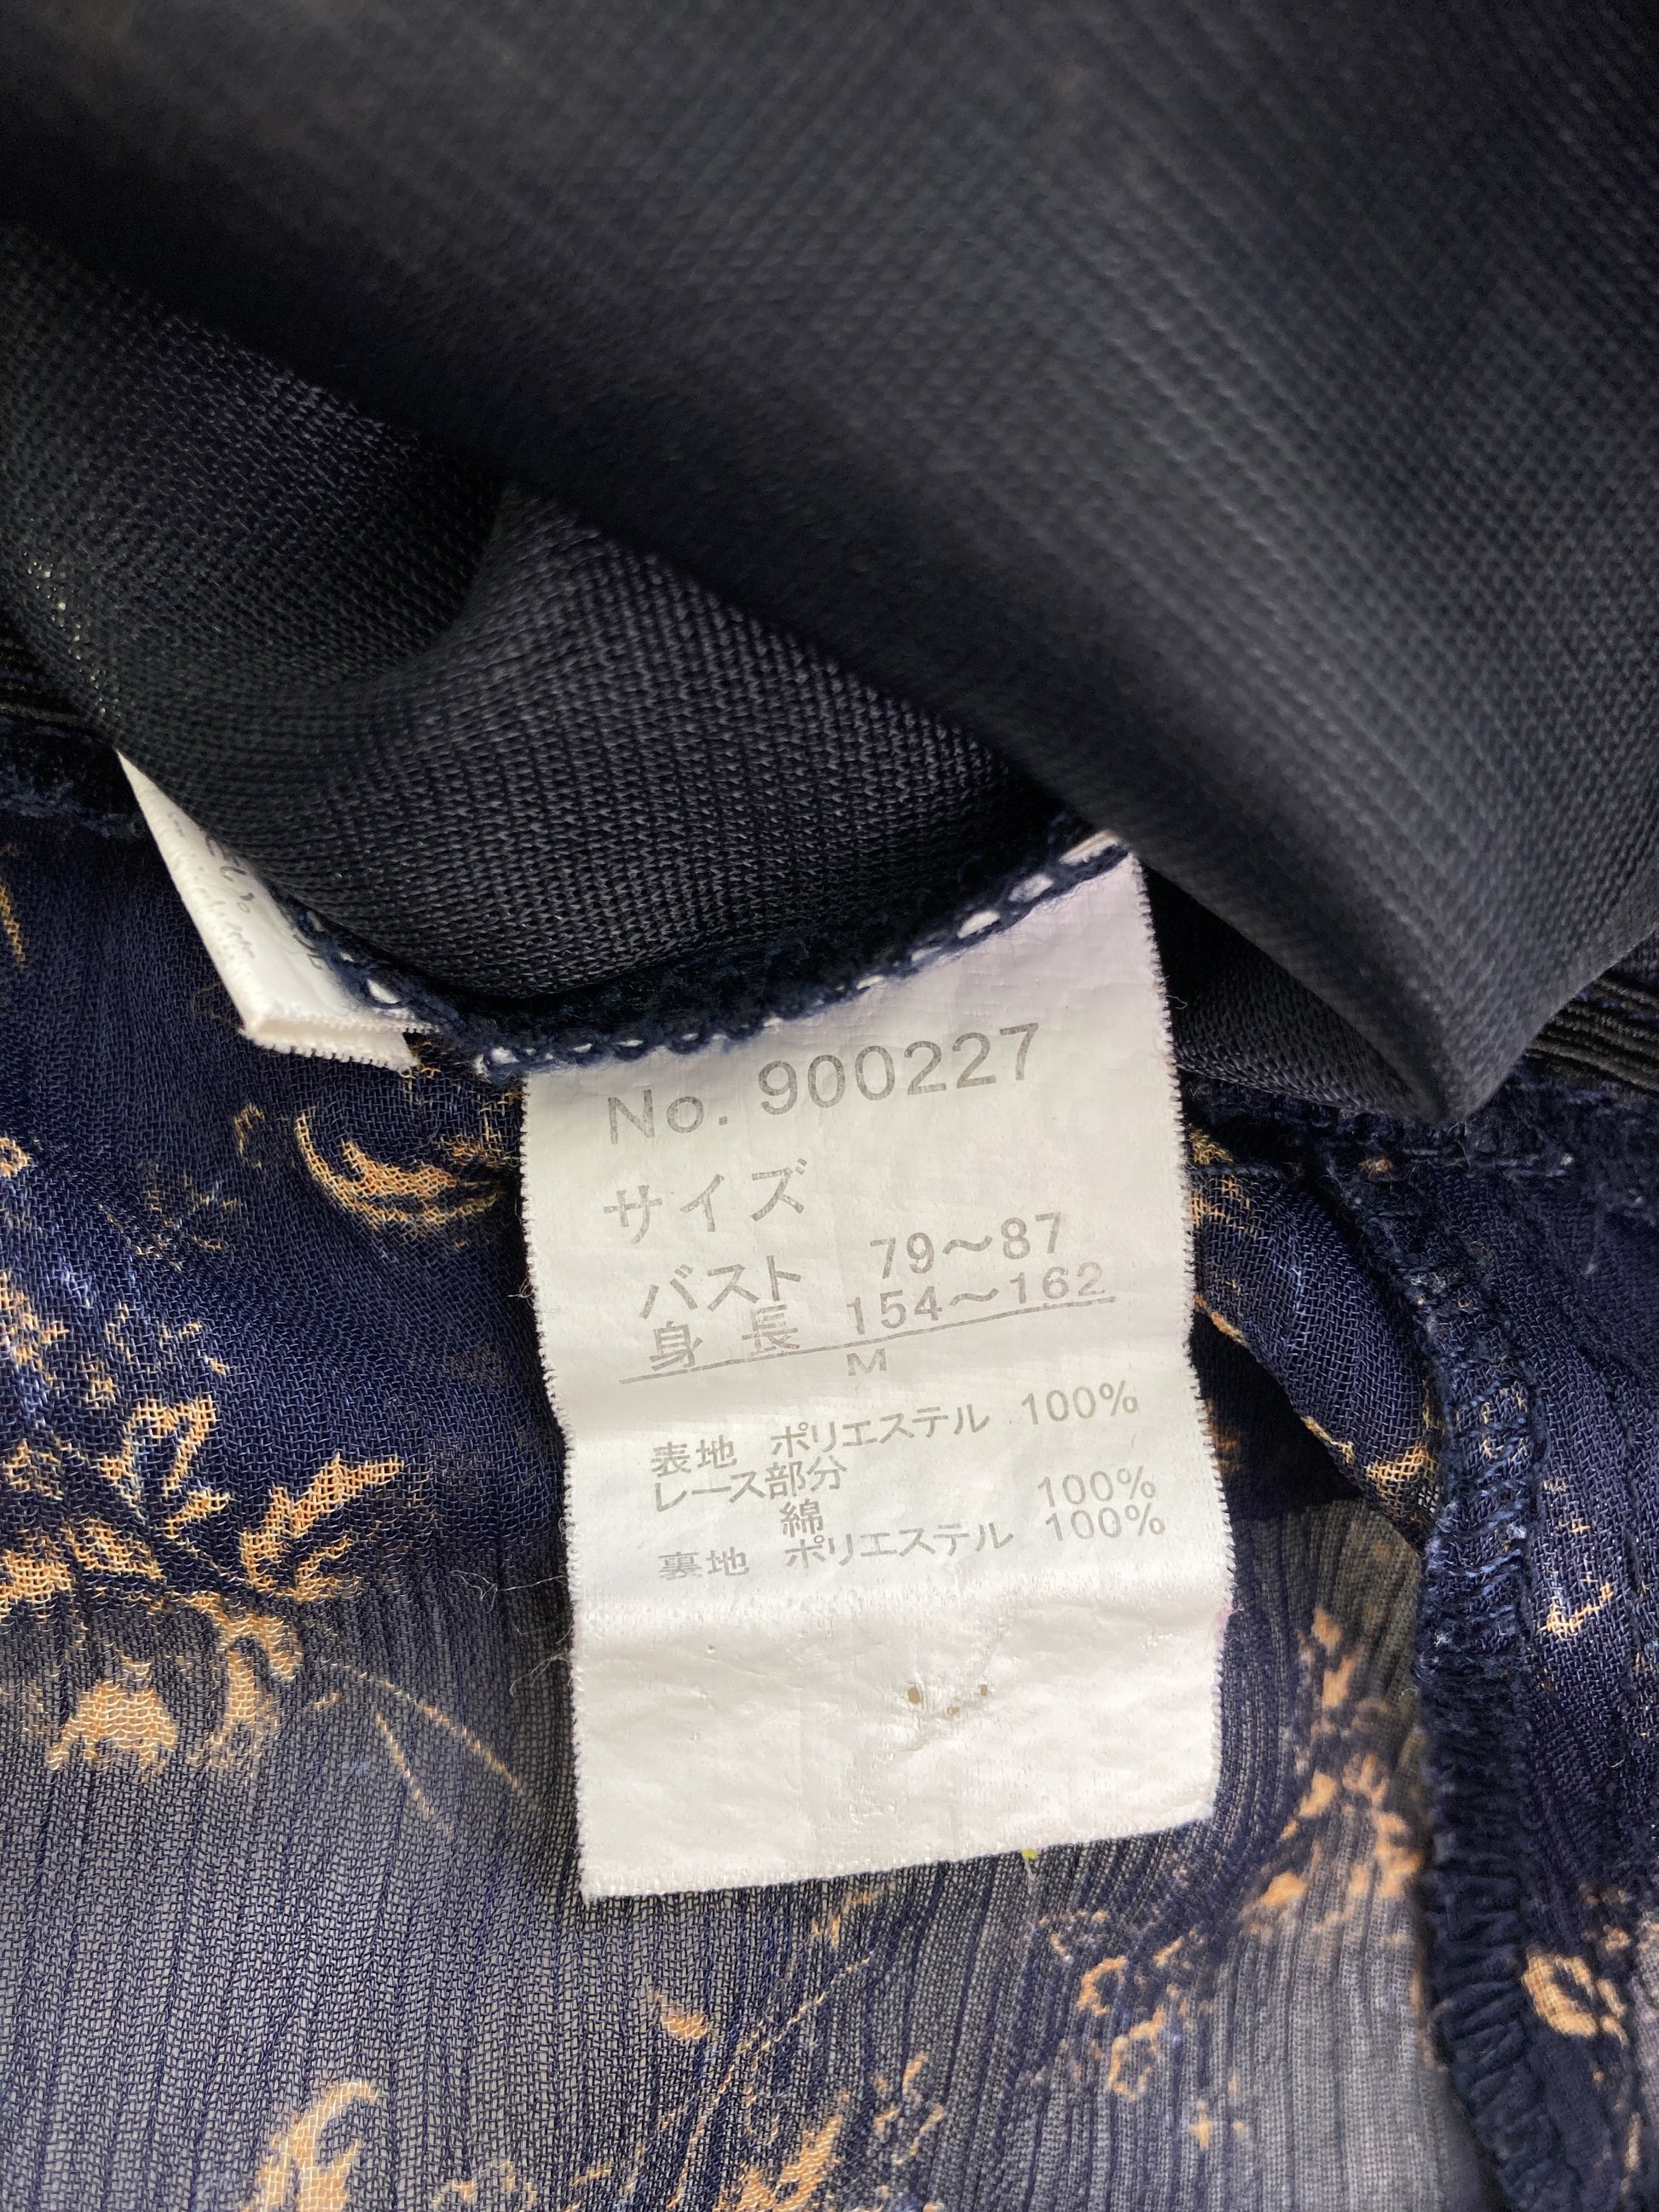 No. 900227
サイズ
バスト 79〜87
身長 154〜162
M
表地 ポリエステル 100%
レース部分
綿 100%
裏地 ポリエステル 100%